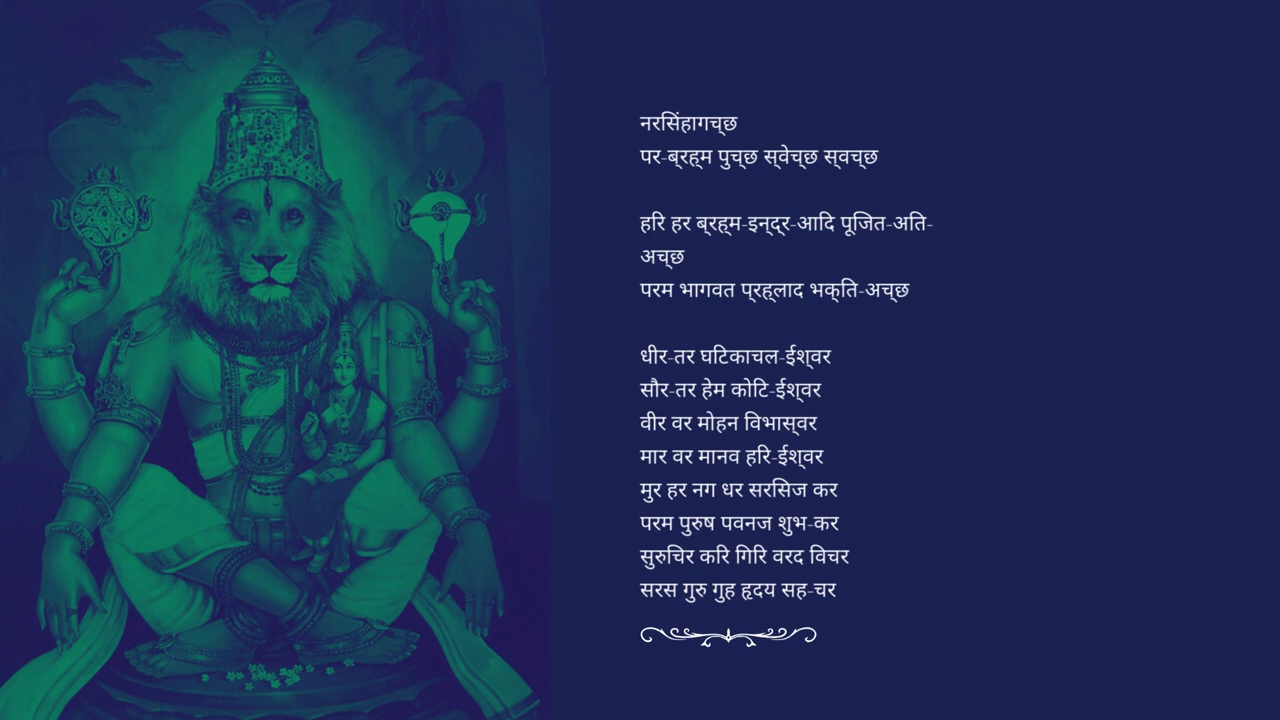 नरसिंहागच्छ
पर-ब्रह्म पुच्छ स्वेच्छ स्वच्छ
हरि हर ब्रह्म-इन्द्र-आदि पूजित-अति-
अच्छ
परम भागवत प्रह्लाद भक्ति-अच्छ
धीर-तर घटिकाचल-ईश्वर
सौर-तर हेम कोटि-ईश्वर
वीर वर मोहन विभास्वर
मार वर मानव हरि-ईश्वर
मुर हर नग धर सरसिज कर
परम पुरुष पवनज शुभ-कर
सुरुचिर करि गिरि वरद विचर
सरस गुरु गुह हृदय सह-चर